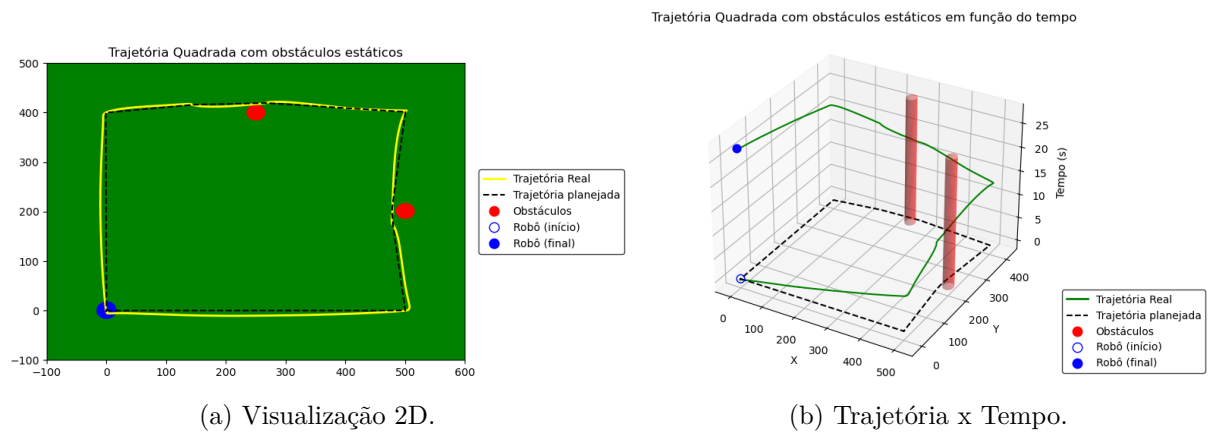 Trajetória Quadrada com obstáculos estáticos
500
400
300
200
100
0
−100
−100
0
100
200
300
400
500
600
Trajetória Real
Trajetória planejada
Obstáculos
Robô (início)
Robô (final)
(a) Visualização 2D.
Trajetória Quadrada com obstáculos estáticos em função do tempo
25
20
15
10
5
0
Tempo (s)
400
300
200
100
0
Y
0
100
200
300
400
500
X
Trajetória Real
Trajetória planejada
Obstáculos
Robô (início)
Robô (final)
(b) Trajetória x Tempo.